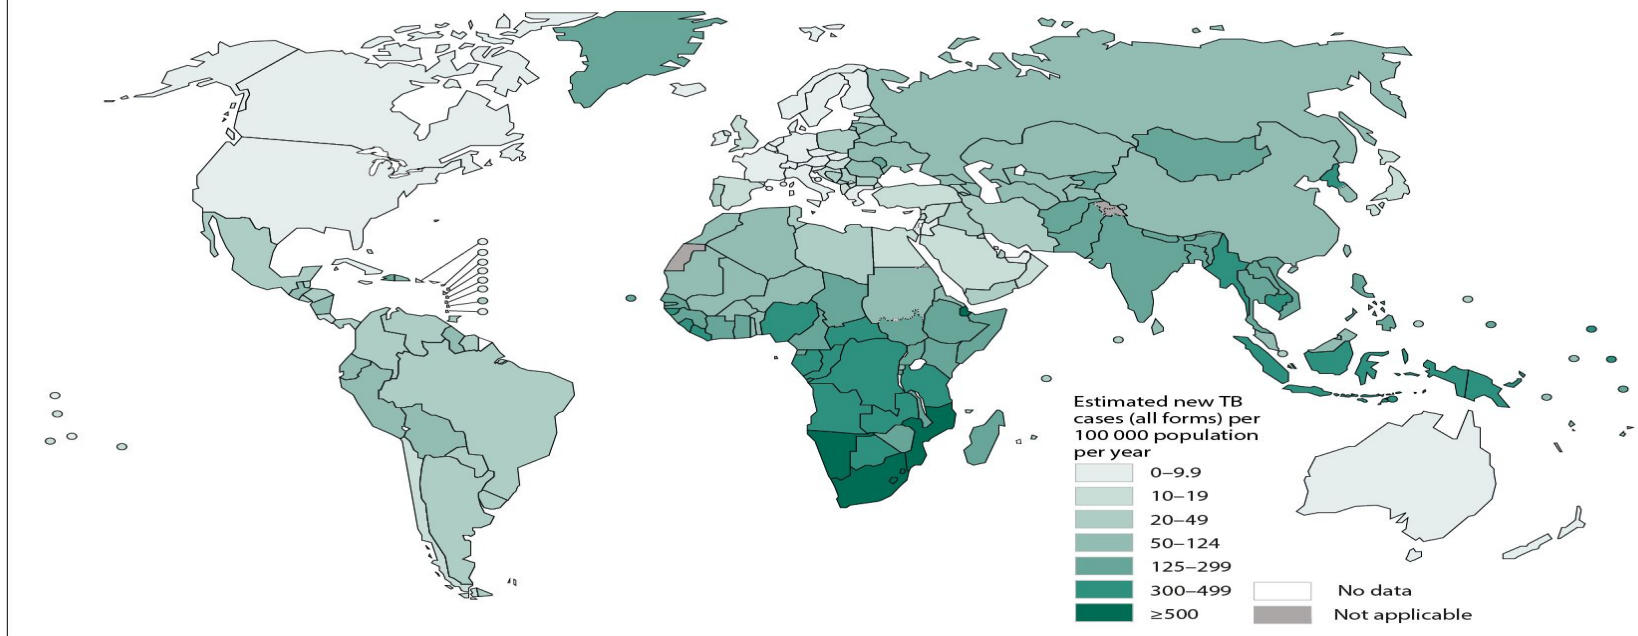 Estimated new TB
cases (all forms) per
100 000 population
per year
0–9.9
10–19
20–49
50–124
125–299
300–499
≥500
No data
Not applicable